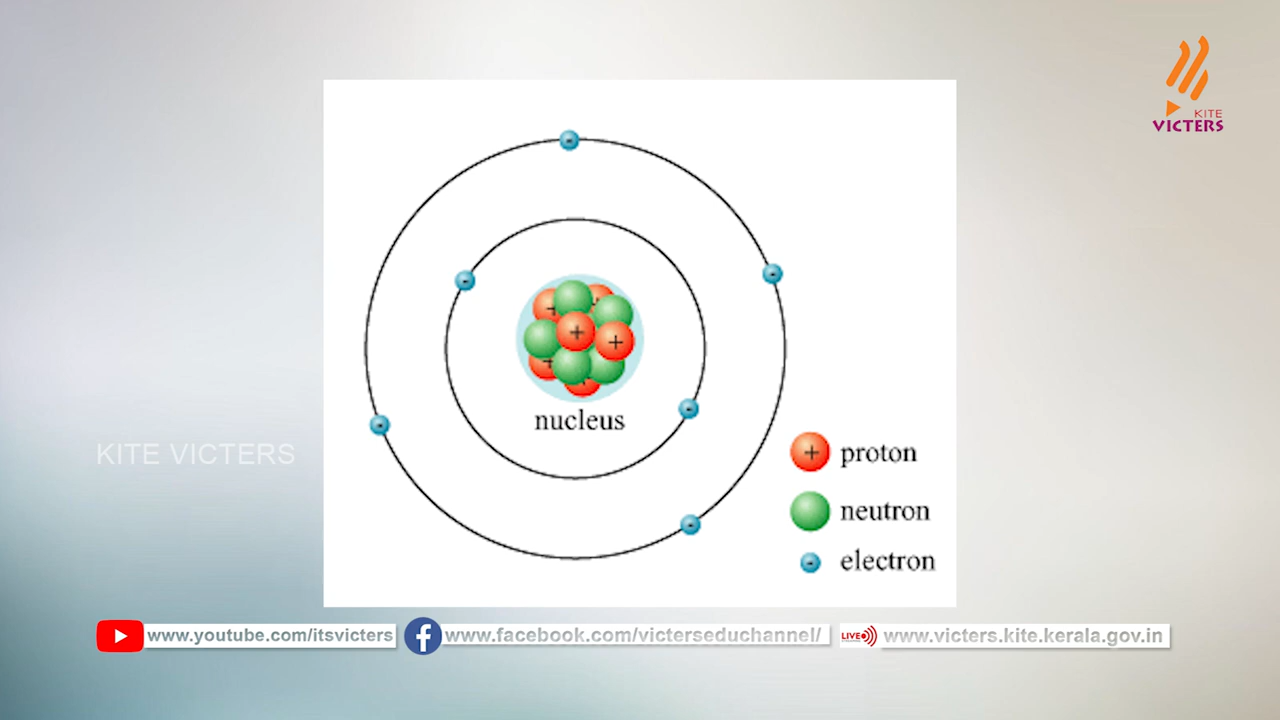 KITE
VICTERS
nucleus
KITE VICTERS
+ proton
neutron
- electron
www.youtube.com/itsvicters
www.facebook.com/victerseduchannel/
LIVE
www.victers.kite.kerala.gov.in